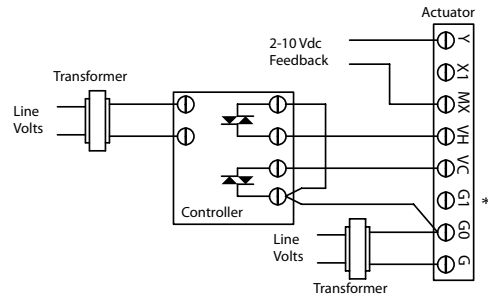 Actuator
2-10 Vdc
Feedback
Y
X1
MX
VH
VC
G1
*
G0
G
Transformer
Line
Volts
Controller
Line
Volts
Transformer